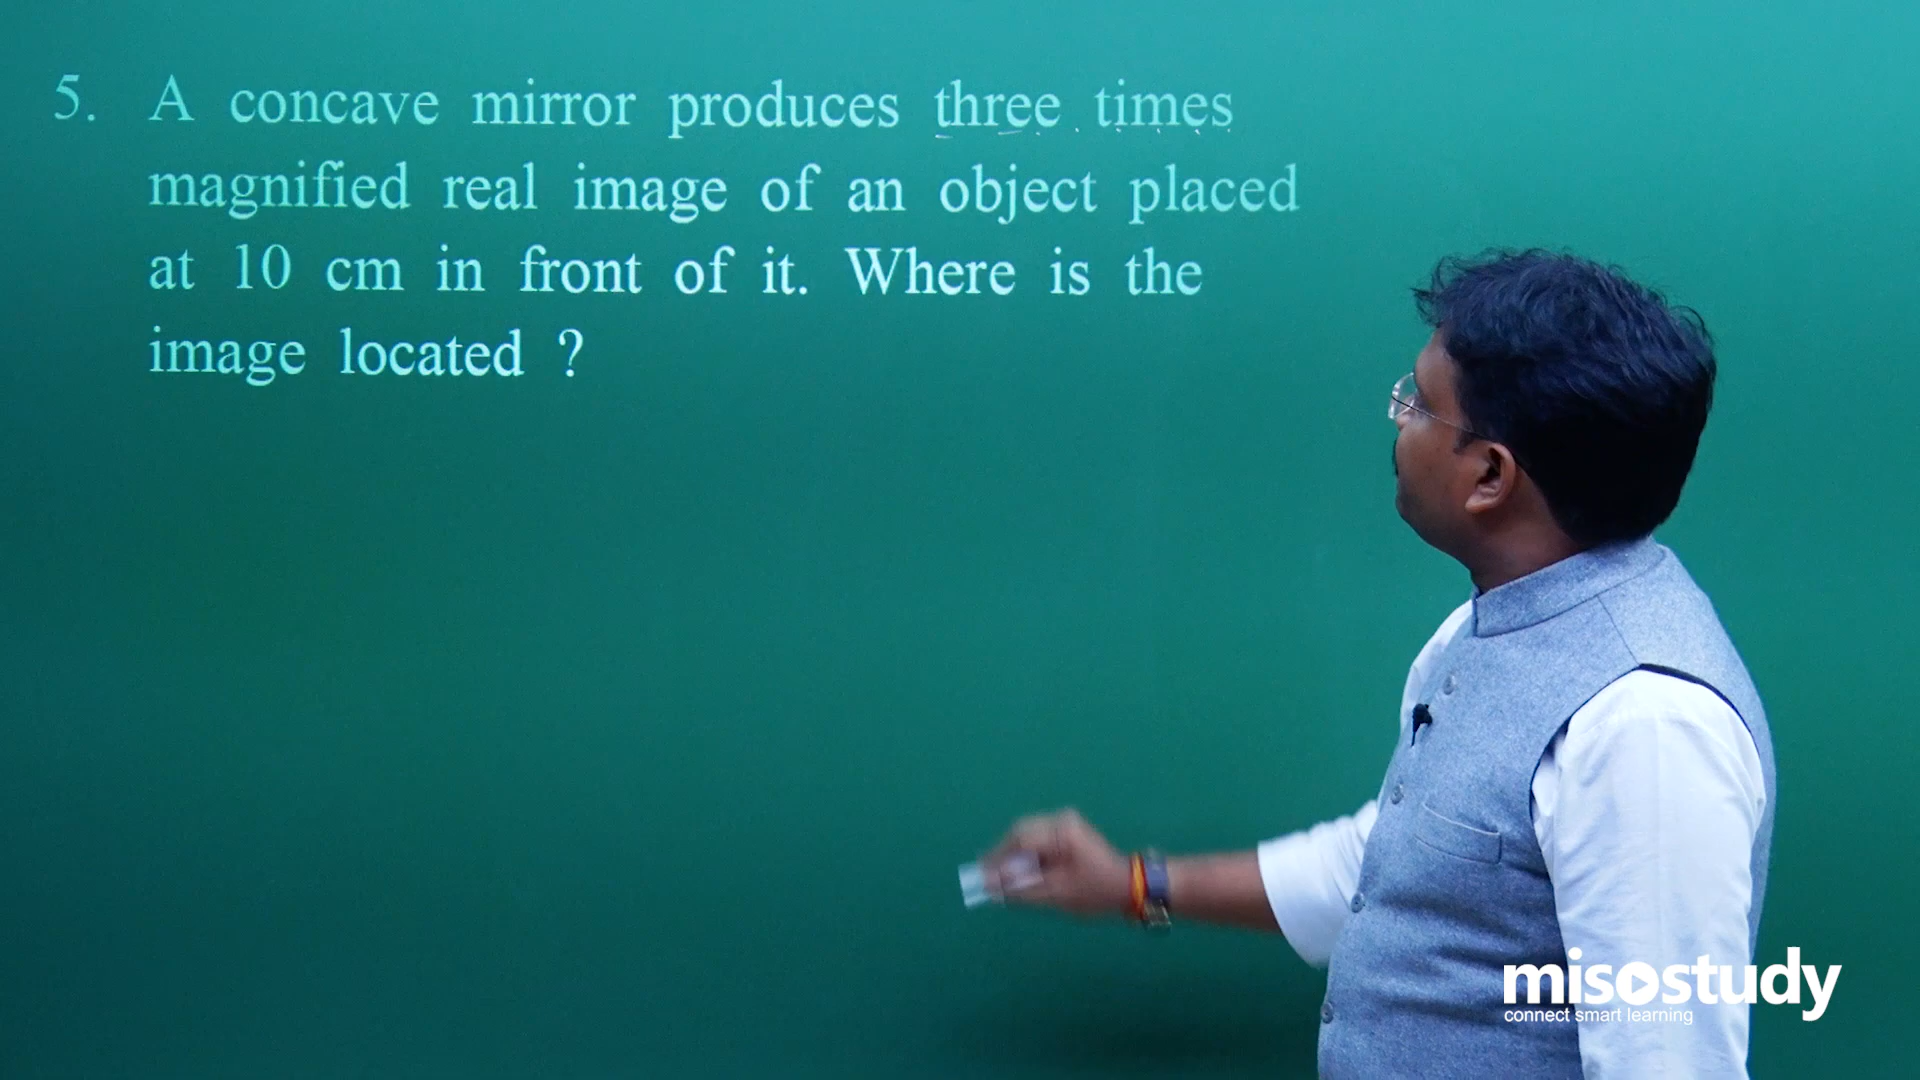 5. A concave mirror produces three times
magnified real image of an object placed
at 10 cm in front of it. Where is the
image located ?
misostudy
connect smart learning